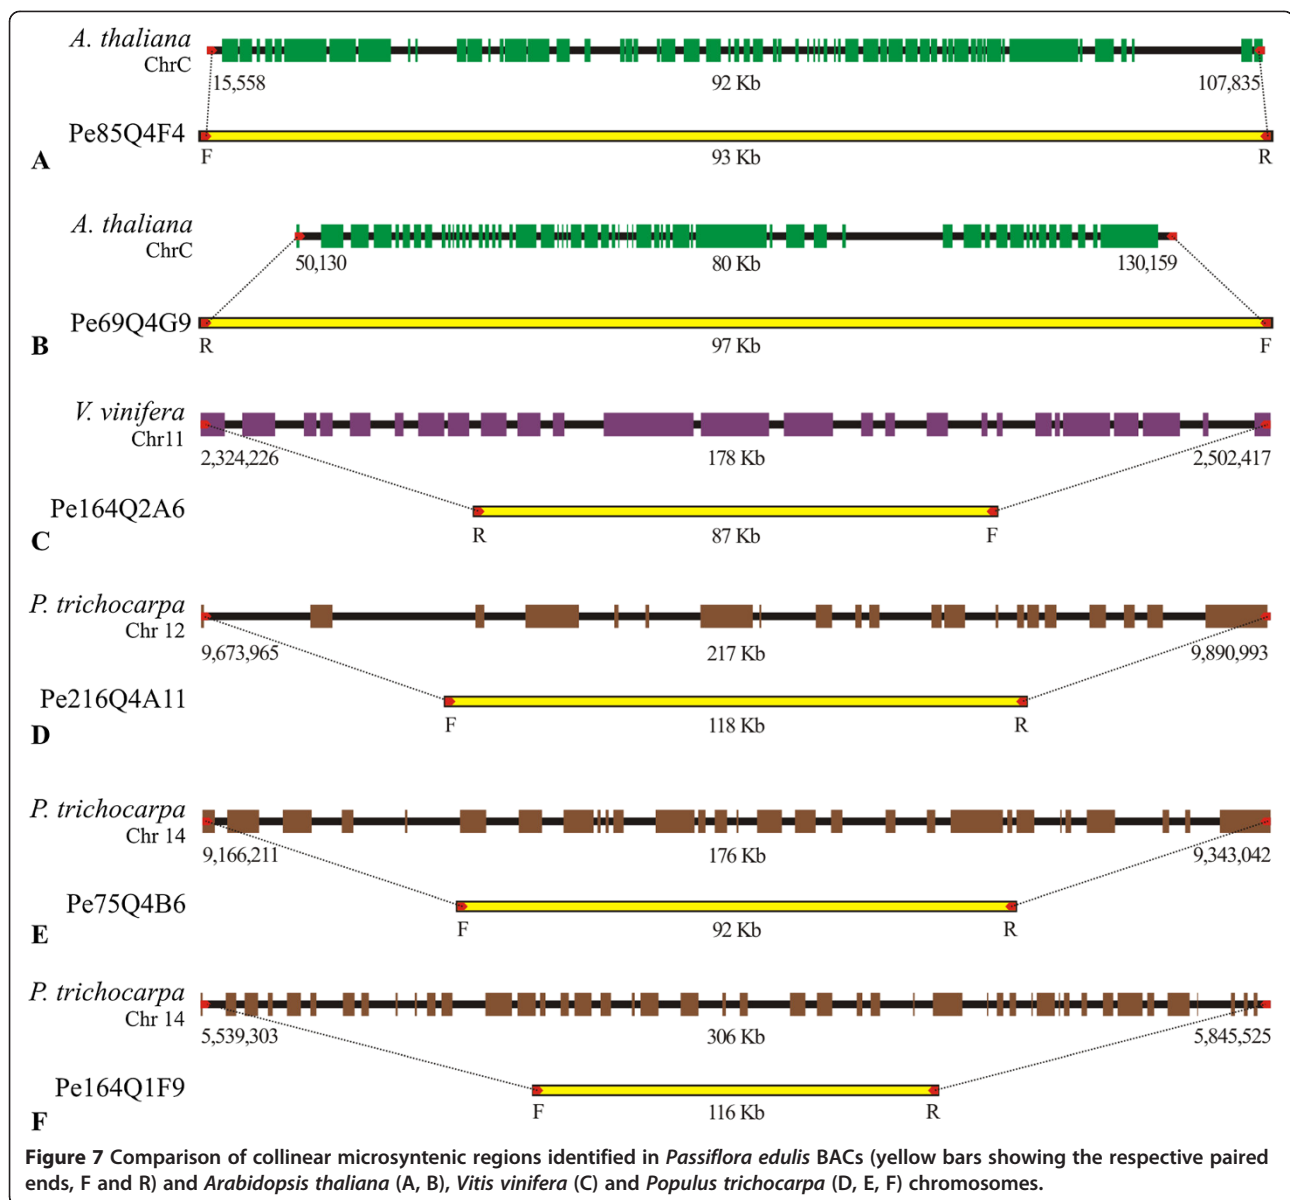 A. thaliana
ChrC
15,558 92 Kb 107,835
Pe85Q4F4
A F 93 Kb R
A. thaliana
ChrC
50,130 80 Kb 130,159
Pe69Q4G9
B R 97 Kb F
V. vinifera
Chr11
2,324,226 178 Kb 2,502,417
Pe164Q2A6
C R 87 Kb F
P. trichocarpa
Chr 12
9,673,965 217 Kb 9,890,993
Pe216Q4A11
D F 118 Kb R
P. trichocarpa
Chr 14
9,166,211 176 Kb 9,343,042
Pe75Q4B6
E F 92 Kb R
P. trichocarpa
Chr 14
5,539,303 306 Kb 5,845,525
Pe164Q1F9
F F 116 Kb R
Figure 7 Comparison of collinear microsyntenic regions identified in Passiflora edulis BACs (yellow bars showing the respective paired
ends, F and R) and Arabidopsis thaliana (A, B), Vitis vinifera (C) and Populus trichocarpa (D, E, F) chromosomes.